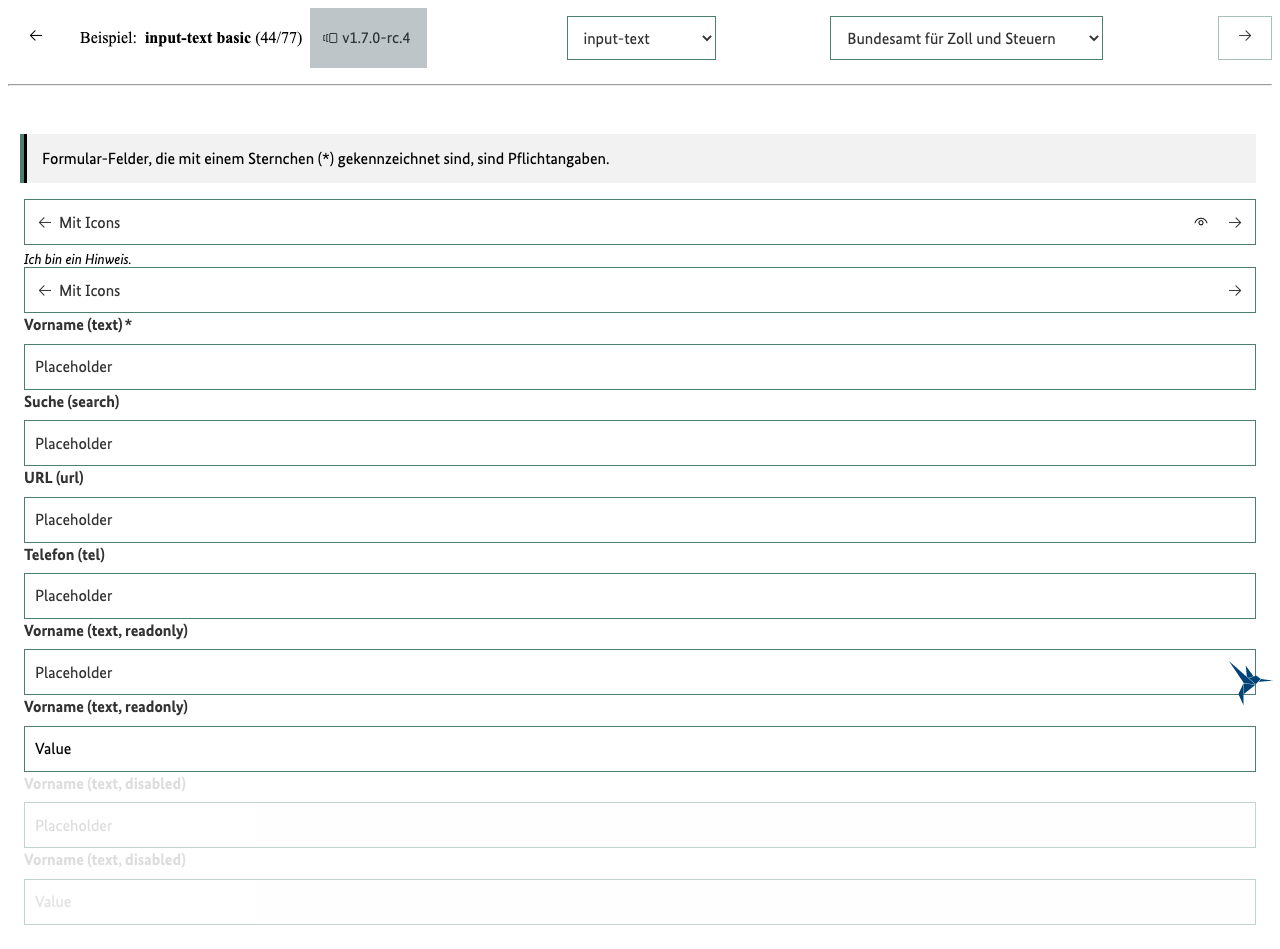 Beispiel: input-text basic (44/77) v1.7.0-rc.4 input-text Bundesamt für Zoll und Steuern
Formular-Felder, die mit einem Sternchen (*) gekennzeichnet sind, sind Pflichtangaben.
Mit Icons
Ich bin ein Hinweis.
Mit Icons
Vorname (text)*
Placeholder
Suche (search)
Placeholder
URL (url)
Placeholder
Telefon (tel)
Placeholder
Vorname (text, readonly)
Placeholder
Vorname (text, readonly)
Value
Vorname (text, disabled)
Placeholder
Vorname (text, disabled)
Value